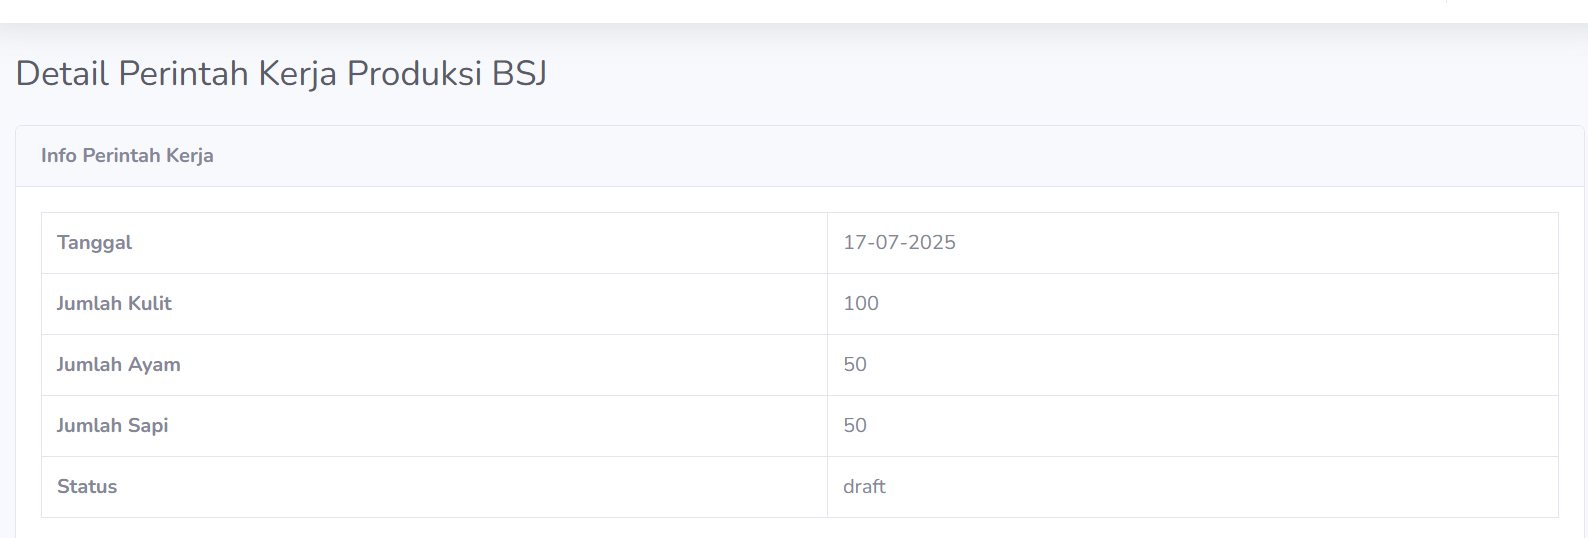 Detail Perintah Kerja Produksi BSJ
Info Perintah Kerja
Tanggal 17-07-2025
Jumlah Kulit 100
Jumlah Ayam 50
Jumlah Sapi 50
Status draft